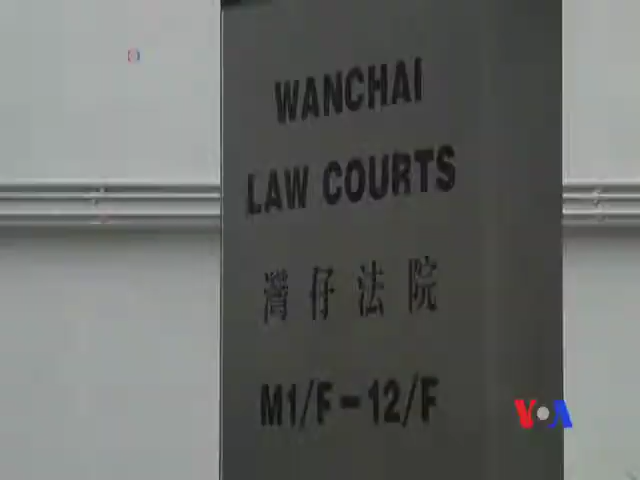 WANCHAI
LAW COURTS
灣仔法院
M1/F-12/F
VOA